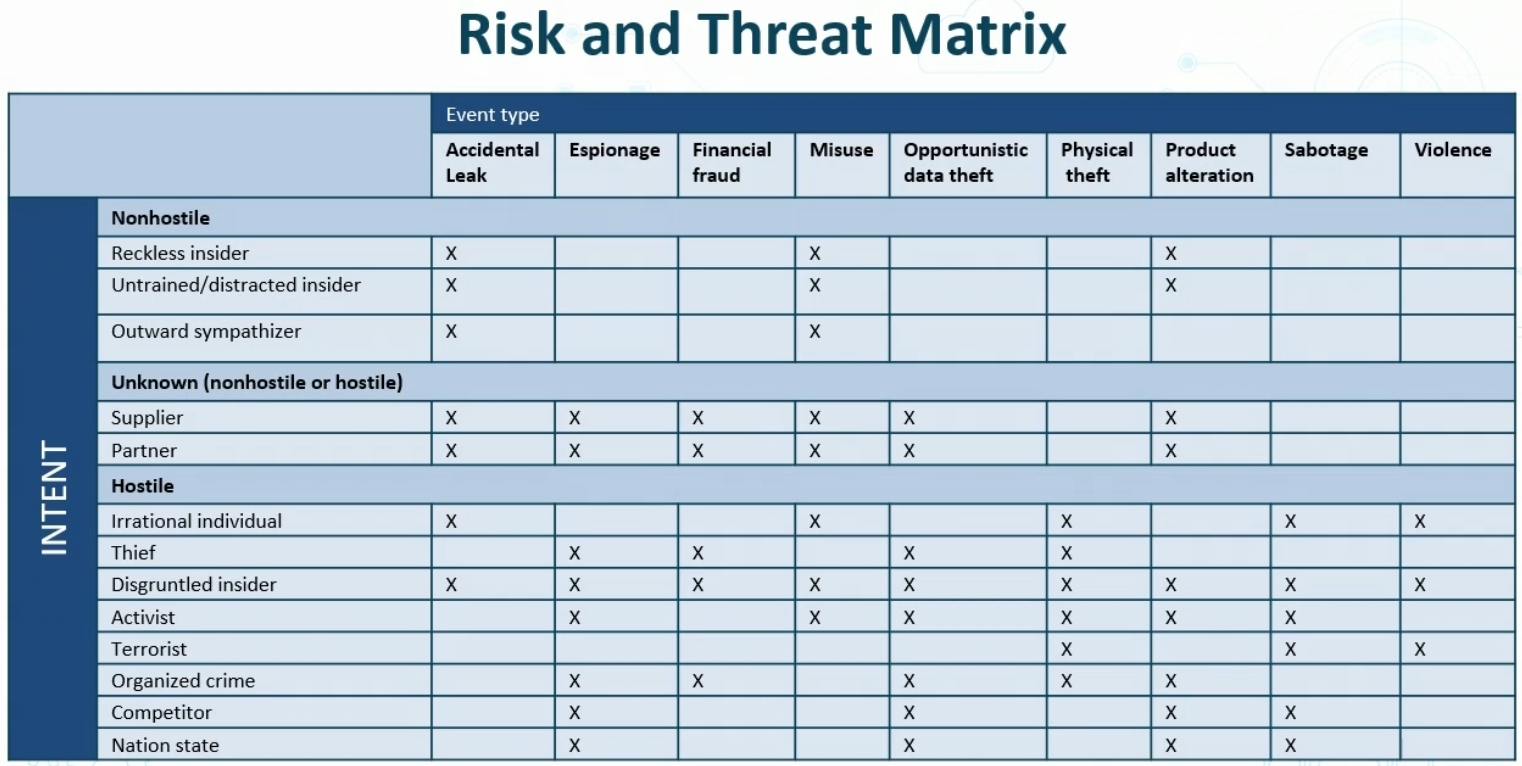 Risk and Threat Matrix
Event type
Accidental Leak Espionage Financial fraud Misuse Opportunistic data theft Physical theft Product alteration Sabotage Violence
INTENT
Nonhostile
Reckless insider X X X
Untrained/distracted insider X X X
Outward sympathizer X X
Unknown (nonhostile or hostile)
Supplier X X X X X X
Partner X X X X X X
Hostile
Irrational individual X X X X X
Thief X X X X
Disgruntled insider X X X X X X X X X
Activist X X X X X X
Terrorist X X X
Organized crime X X X X X
Competitor X X X X
Nation state X X X X